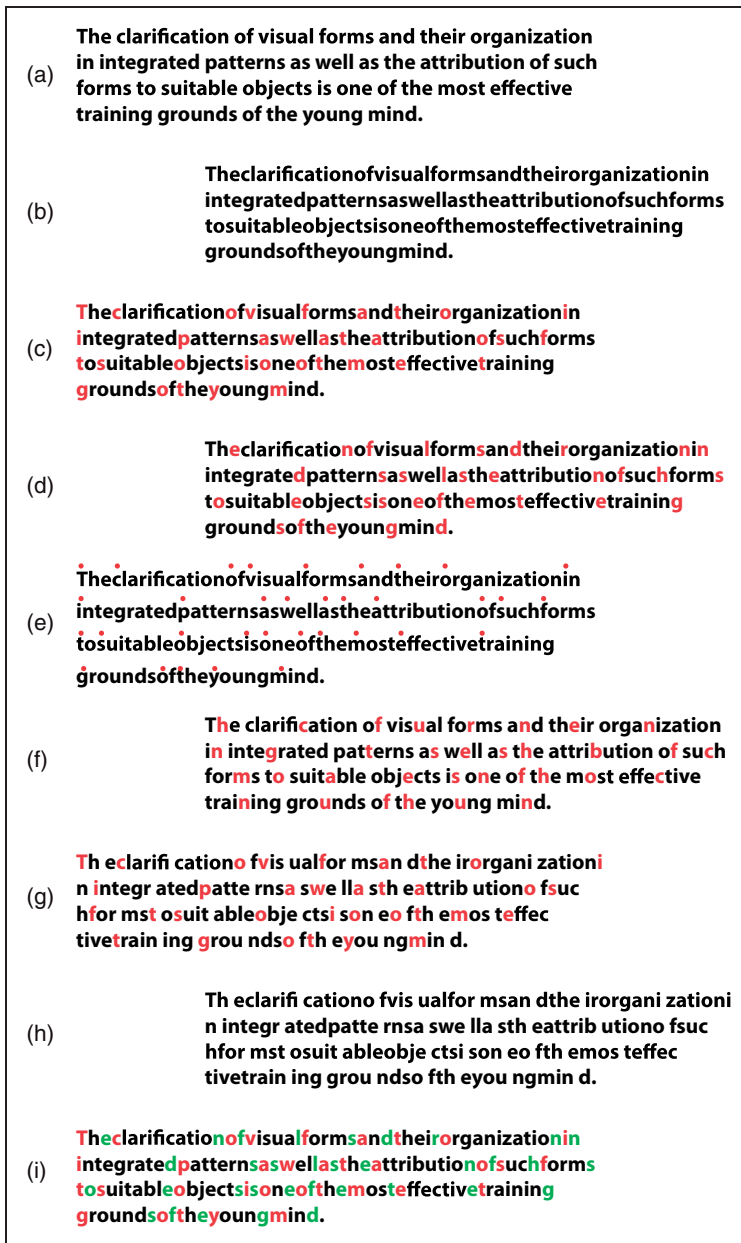 (a)
The clarification of visual forms and their organization
in integrated patterns as well as the attribution of such
forms to suitable objects is one of the most effective
training grounds of the young mind.
(b)
Theclarificationofvisualformsandtheirorganizationin
integratedpatternsaswellastheattributionofsuchforms
tosuitableobjectsisoneofthemosteffectivetraining
groundsoftheyoungmind.
(c)
Theclarificationofvisualformsandtheirorganizationin
integratedpatternsaswellastheattributionofsuchforms
tosuitableobjectsisoneofthemosteffectivetraining
groundsoftheyoungmind.
(d)
Theclarificationofvisualformsandtheirorganizationin
integratedpatternsaswellastheattributionofsuchforms
tosuitableobjectsisoneofthemosteffectivetraining
groundsoftheyoungmind.
(e)
Theclarificationofvisualformsandtheirorganizationin
integratedpatternsaswellastheattributionofsuchforms
tosuitableobjectsisoneofthemosteffectivetraining
groundsoftheyoungmind.
(f)
The clarification of visual forms and their organization
in integrated patterns as well as the attribution of such
forms to suitable objects is one of the most effective
training grounds of the young mind.
(g)
Th eclarifi cationo fvis ualfor msan dthe irorgani zationi
n integr atedpatte rnsa swe lla sth eattrib utiono fsuc
hfor mst osuit ableobje ctsi son eo fth emos teffec
tivetrain ing grou ndso fth eyou ngmin d.
(h)
Th eclarifi cationo fvis ualfor msan dthe irorgani zationi
n integr atedpatte rnsa swe lla sth eattrib utiono fsuc
hfor mst osuit ableobje ctsi son eo fth emos teffec
tivetrain ing grou ndso fth eyou ngmin d.
(i)
Theclarificationofvisualformsandtheirorganizationin
integratedpatternsaswellastheattributionofsuchforms
tosuitableobjectsisoneofthemosteffectivetraining
groundsoftheyoungmind.